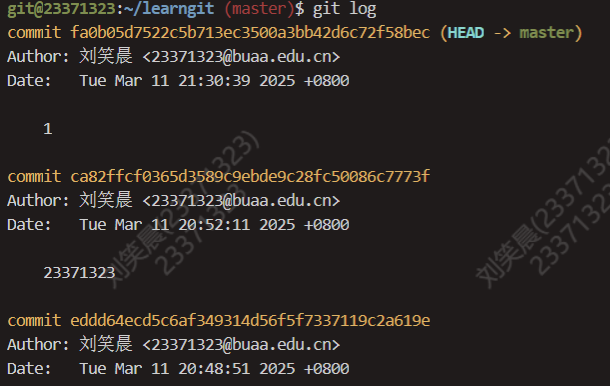 git@23371323:~/learngit (master)$ git log
commit fa0b05d7522c5b713ec3500a3bb42d6c72f58bec (HEAD -> master)
Author: 刘笑晨 <23371323@buaa.edu.cn>
Date:   Tue Mar 11 21:30:39 2025 +0800
    1
commit ca82ffcf0365d3589c9ebde9c28fc50086c7773f
Author: 刘笑晨 <23371323@buaa.edu.cn>
Date:   Tue Mar 11 20:52:11 2025 +0800
    23371323
commit eddd64ecd5c6af349314d56f5f7337119c2a619e
Author: 刘笑晨 <23371323@buaa.edu.cn>
Date:   Tue Mar 11 20:48:51 2025 +0800
刘笑晨(23371323)
23371323
刘笑晨(23371323)
23371323